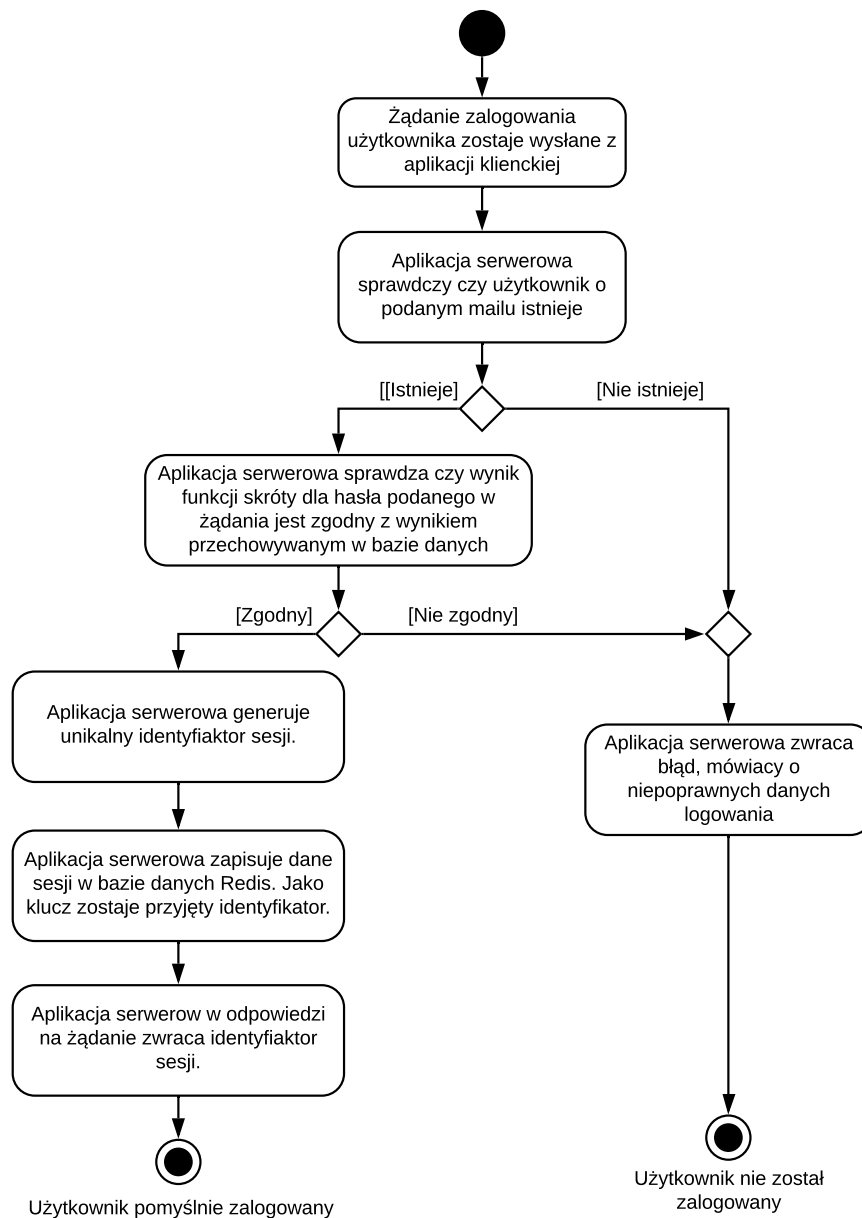 Żądanie zalogowania
użytkownika zostaje wysłane z
aplikacji klienckiej
Aplikacja serwerowa
sprawdczy czy użytkownik o
podanym mailu istnieje
[[Istnieje]
[Nie istnieje]
Aplikacja serwerowa sprawdza czy wynik
funkcji skróty dla hasła podanego w
żądania jest zgodny z wynikiem
przechowywanym w bazie danych
[Zgodny]
[Nie zgodny]
Aplikacja serwerowa generuje
unikalny identyfiaktor sesji.
Aplikacja serwerowa zwraca
błąd, mówiacy o
niepoprawnych danych
logowania
Aplikacja serwerowa zapisuje dane
sesji w bazie danych Redis. Jako
klucz zostaje przyjęty identyfikator.
Aplikacja serwerow w odpowiedzi
na żądanie zwraca identyfiaktor
sesji.
Użytkownik pomyślnie zalogowany
Użytkownik nie został
zalogowany